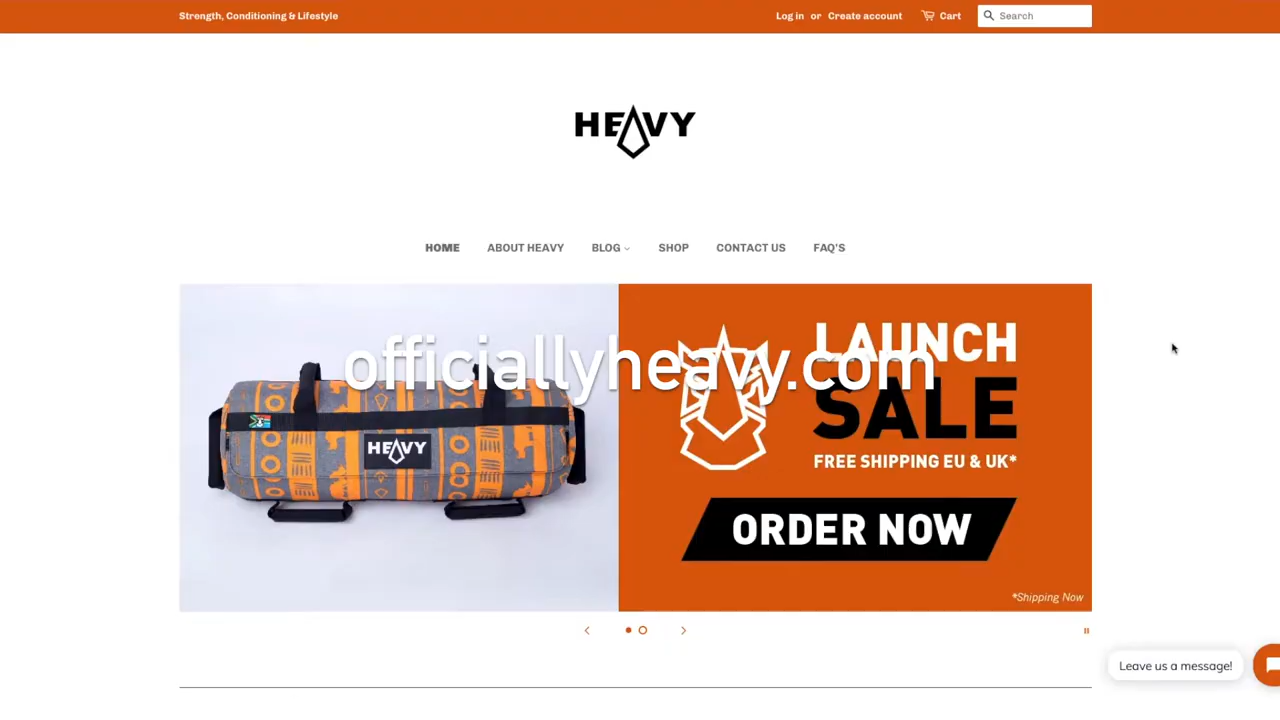 Strength, Conditioning & Lifestyle
Log in or Create account Cart Search
HEAVY
HOME ABOUT HEAVY BLOG SHOP CONTACT US FAQ'S
officiallyheavy.com
HEAVY
LAUNCH
SALE
FREE SHIPPING EU & UK*
ORDER NOW
*Shipping Now
Leave us a message!